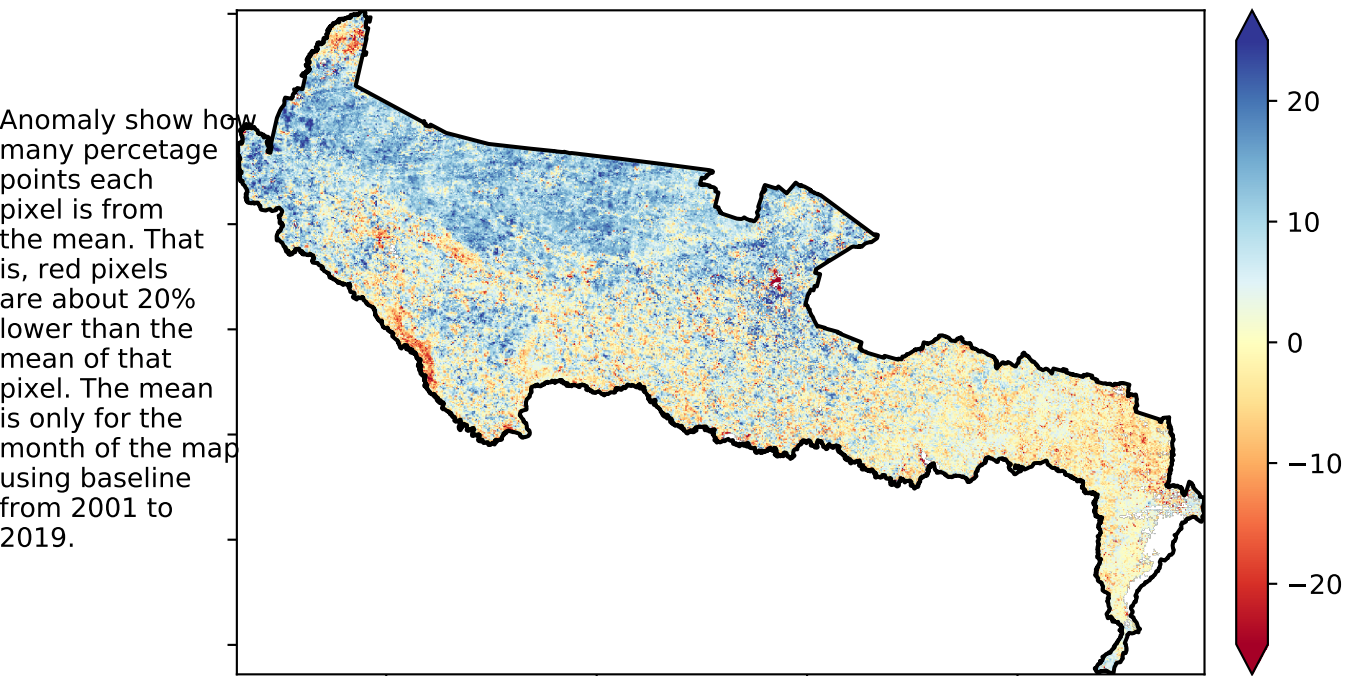 Anomaly show how
many percetage
points each
pixel is from
the mean. That
is, red pixels
are about 20%
lower than the
mean of that
pixel. The mean
is only for the
month of the map
using baseline
from 2001 to
2019.
20
10
0
−10
−20